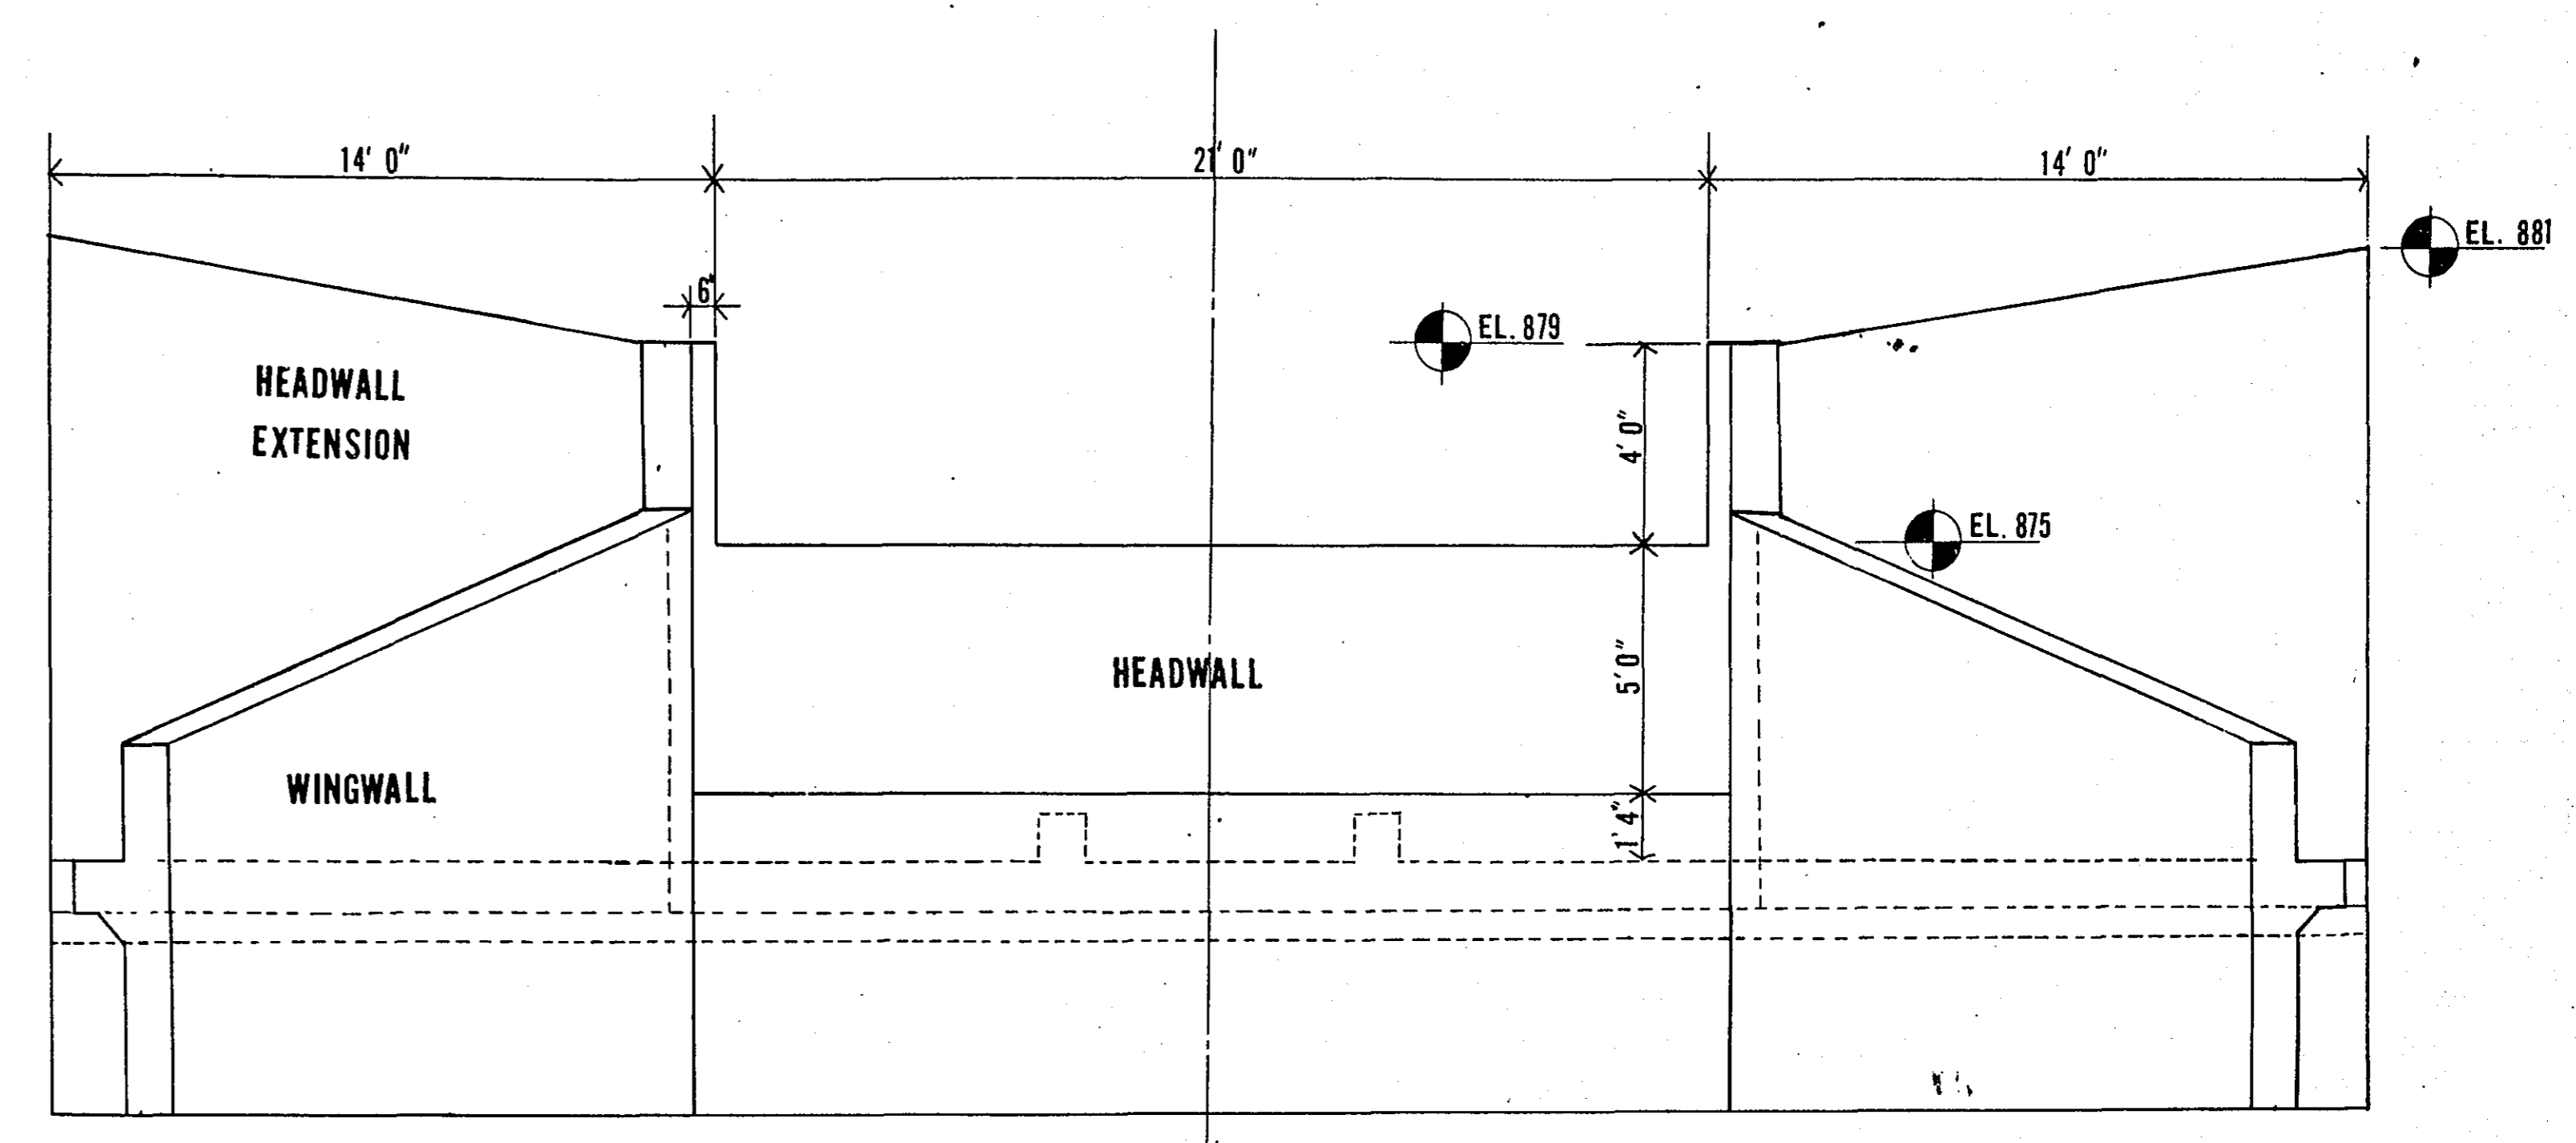 14' 0"
21' 0"
14' 0"
EL. 881
6"
EL. 879
HEADWALL
EXTENSION
4' 0"
EL. 875
HEADWALL
5' 0"
WINGWALL
1' 4"